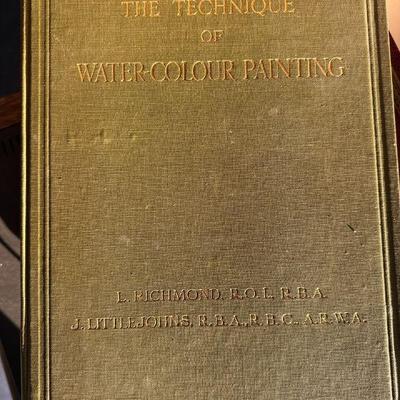 THE TECHNIQUE
OF
WATER-COLOUR PAINTING
L. RICHMOND, R.O.I., R.B.A.
J. LITTLEJOHNS, R.B.A., R.B.C., A.R.W.A.